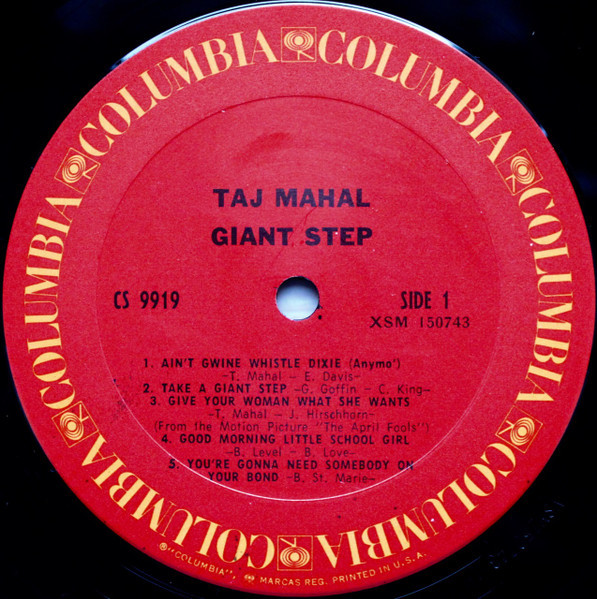 COLUMBIA COLUMBIA COLUMBIA COLUMBIA COLUMBIA COLUMBIA COLUMBIA COLUMBIA
TAJ MAHAL
GIANT STEP
CS 9919
SIDE 1
XSM 150743
1. AIN'T GWINE WHISTLE DIXIE (Anymo')
–T. Mahal – E. Davis–
2. TAKE A GIANT STEP –G. Goffin – C. King–
3. GIVE YOUR WOMAN WHAT SHE WANTS
–T. Mahal – J. Hirschhorn–
(From the Motion Picture "The April Fools")
4. GOOD MORNING LITTLE SCHOOL GIRL
–B. Level – B. Love–
5. YOU'RE GONNA NEED SOMEBODY ON
YOUR BOND –B. St. Marie–
℗"COLUMBIA", MARCAS REG. PRINTED IN U.S.A.